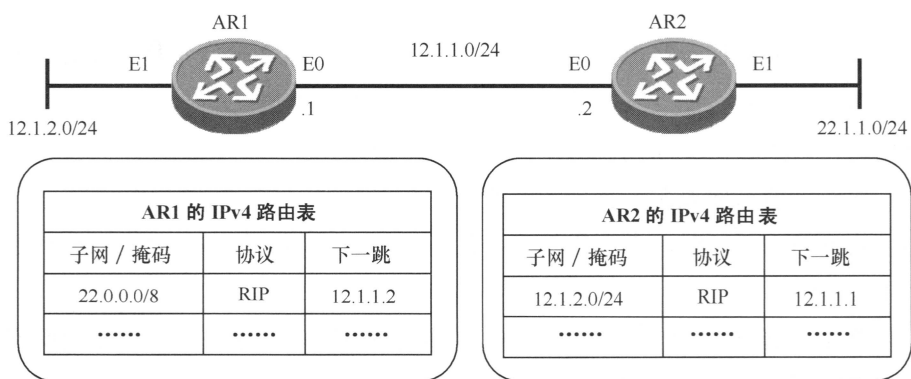 AR1
AR2
12.1.1.0/24
E1
E0
E0
E1
.1
.2
12.1.2.0/24
22.1.1.0/24
AR1 的 IPv4 路由表
子网 / 掩码 协议 下一跳
22.0.0.0/8 RIP 12.1.1.2
…… …… ……
AR2 的 IPv4 路由表
子网 / 掩码 协议 下一跳
12.1.2.0/24 RIP 12.1.1.1
…… …… ……